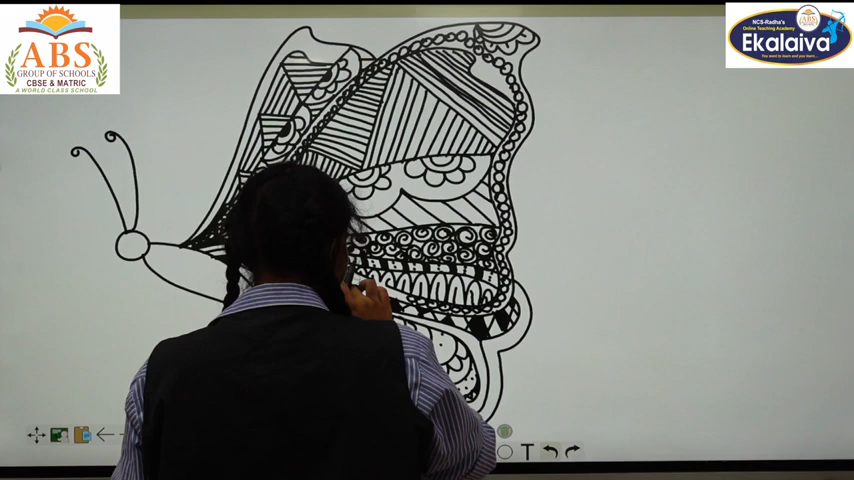 ABS
GROUP OF SCHOOLS
CBSE & MATRIC
A WORLD CLASS SCHOOL
NCS-Radha's
Online Teaching Academy
Ekalaiva
T